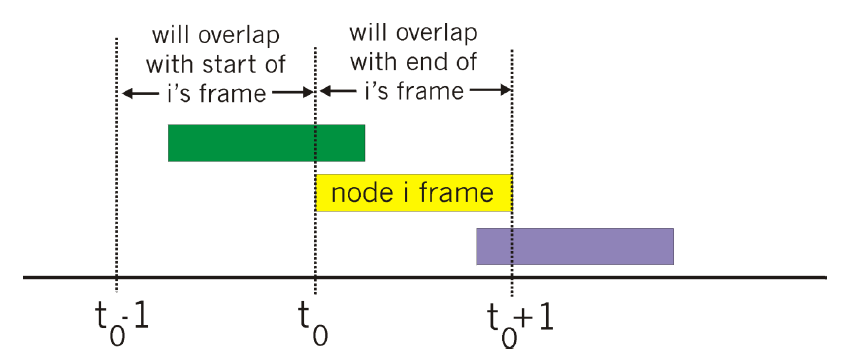 will overlap
with start of
i's frame
will overlap
with end of
i's frame
node i frame
t0-1
t0
t0+1